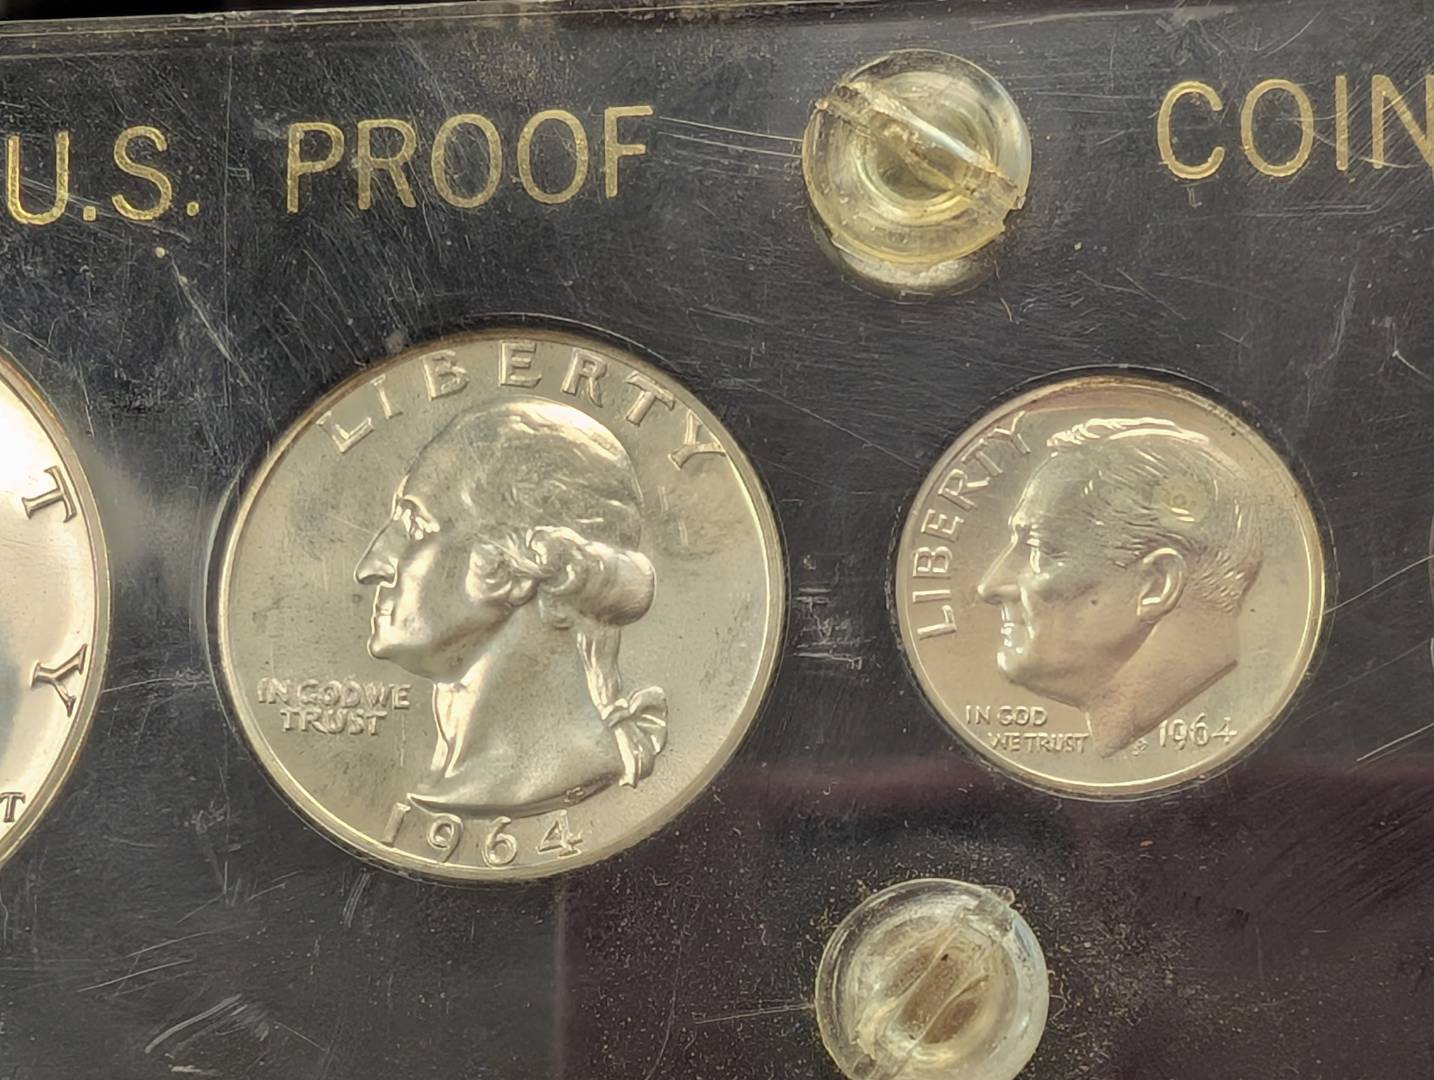 U.S. PROOF COIN
LIBERTY
IN GOD WE
TRUST
1964
LIBERTY
IN GOD
WE TRUST
1964
T
Y
T